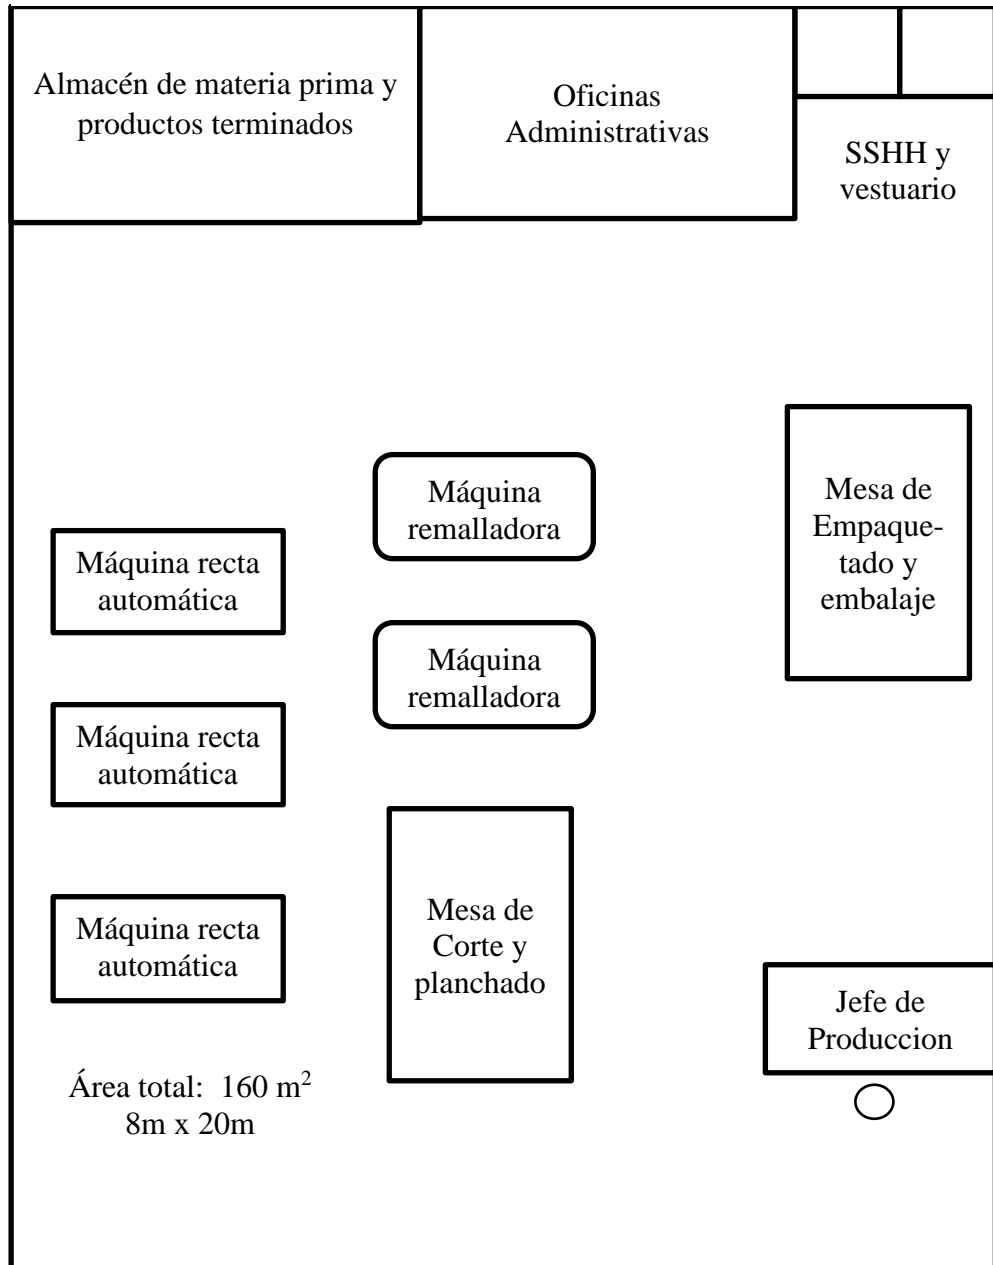 Almacén de materia prima y
productos terminados
Oficinas
Administrativas
SSHH y
vestuario
Máquina
remalladora
Mesa de
Empaque-
tado y
embalaje
Máquina recta
automática
Máquina
remalladora
Máquina recta
automática
Mesa de
Corte y
planchado
Máquina recta
automática
Jefe de
Produccion
Área total:  160 m²
8m x 20m